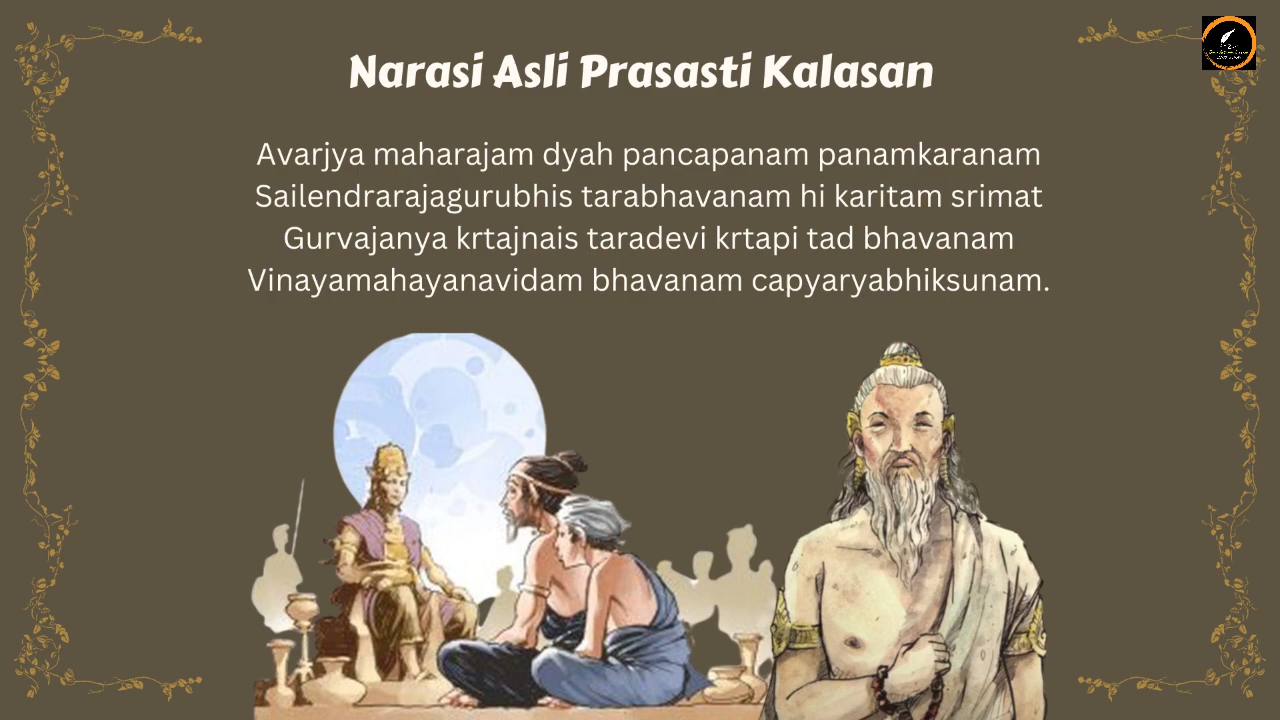 Narasi Asli Prasasti Kalasan
Avarjya maharajam dyah pancapanam panamkaranam
Sailendrarajagurubhis tarabhavanam hi karitam srimat
Gurvajanya krtajnais taradevi krtapi tad bhavanam
Vinayamahayanavidam bhavanam capyaryabhiksunam.